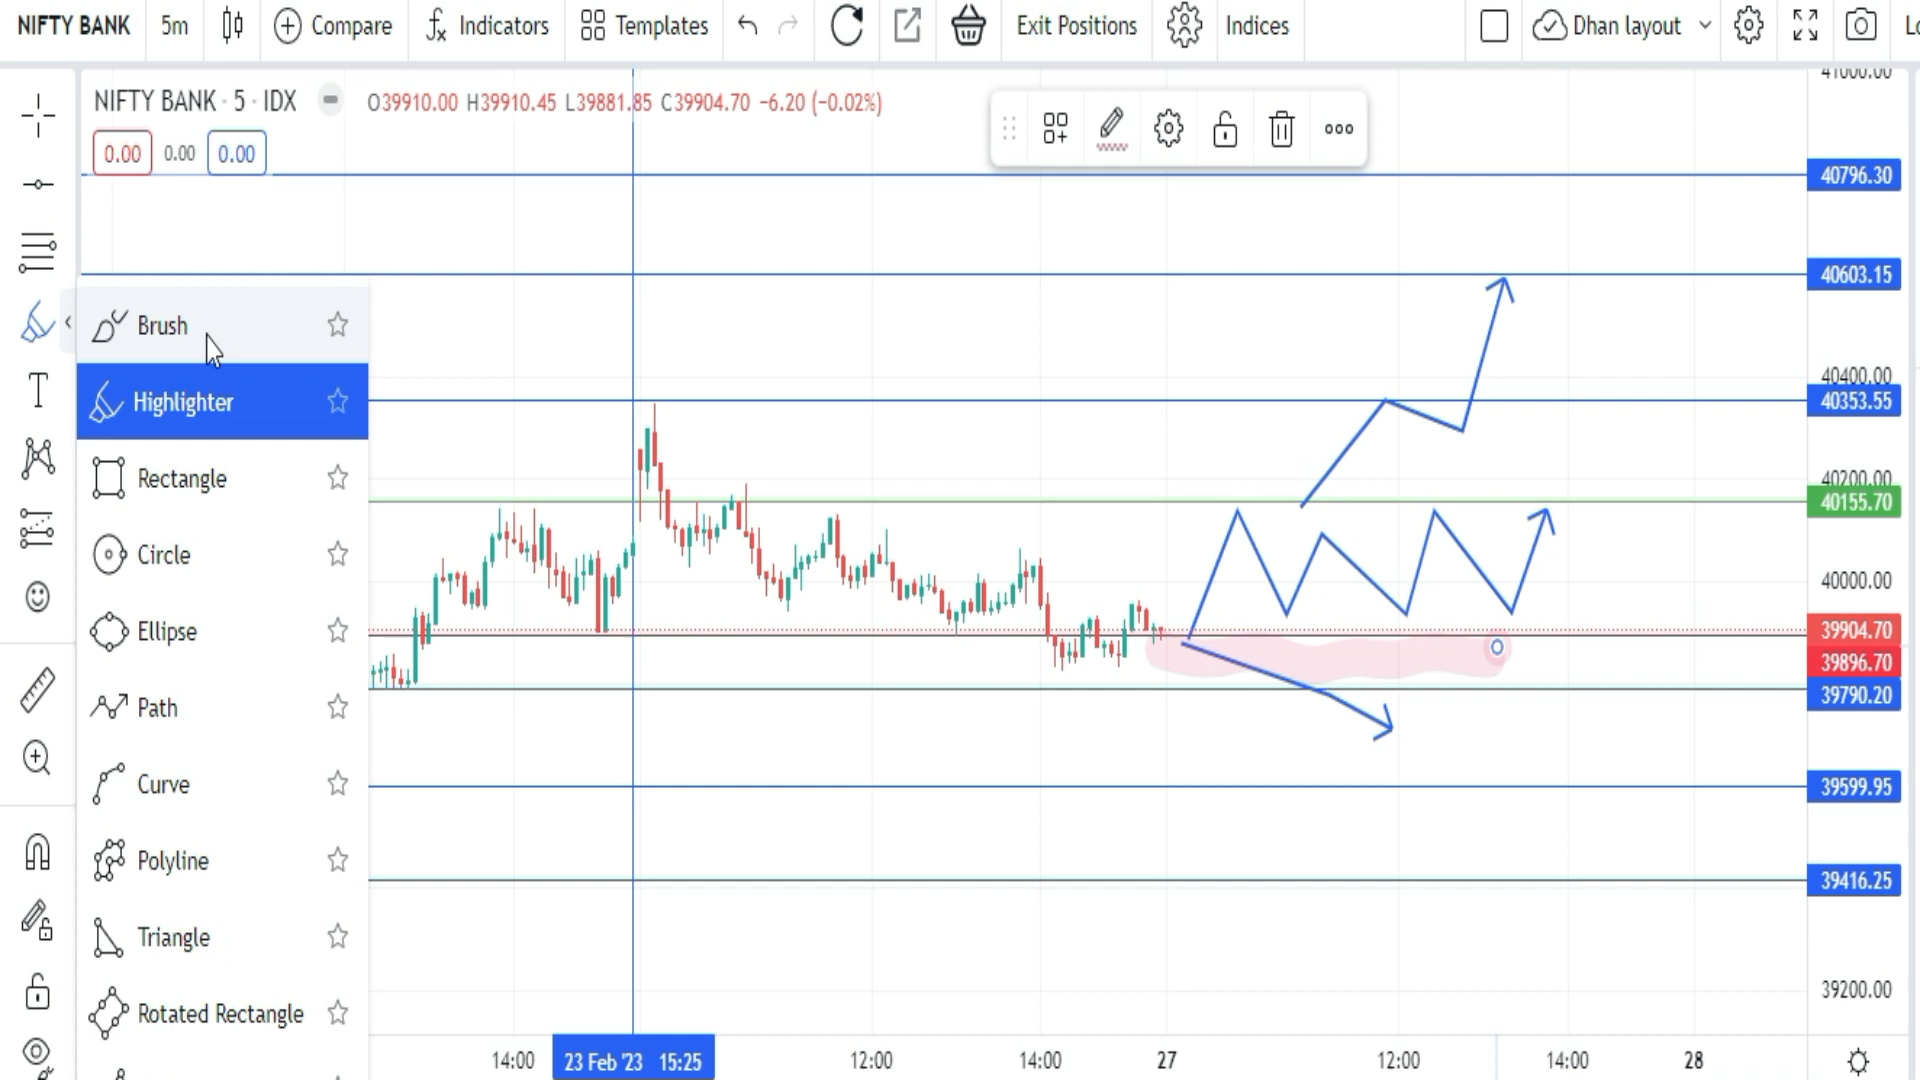 NIFTY BANK 5m Compare Indicators Templates Exit Positions Indices Dhan layout
NIFTY BANK · 5 · IDX O39910.00 H39910.45 L39881.85 C39904.70 −6.20 (−0.02%)
0.00 0.00 0.00
41000.00
40796.30
40603.15
Brush
40400.00
Highlighter
40353.55
Rectangle
40200.00
40155.70
Circle
40000.00
Ellipse
39904.70
39896.70
39790.20
Path
Curve
39599.95
Polyline
39416.25
Triangle
39200.00
Rotated Rectangle
14:00 23 Feb '23 15:25 12:00 14:00 27 12:00 14:00 28